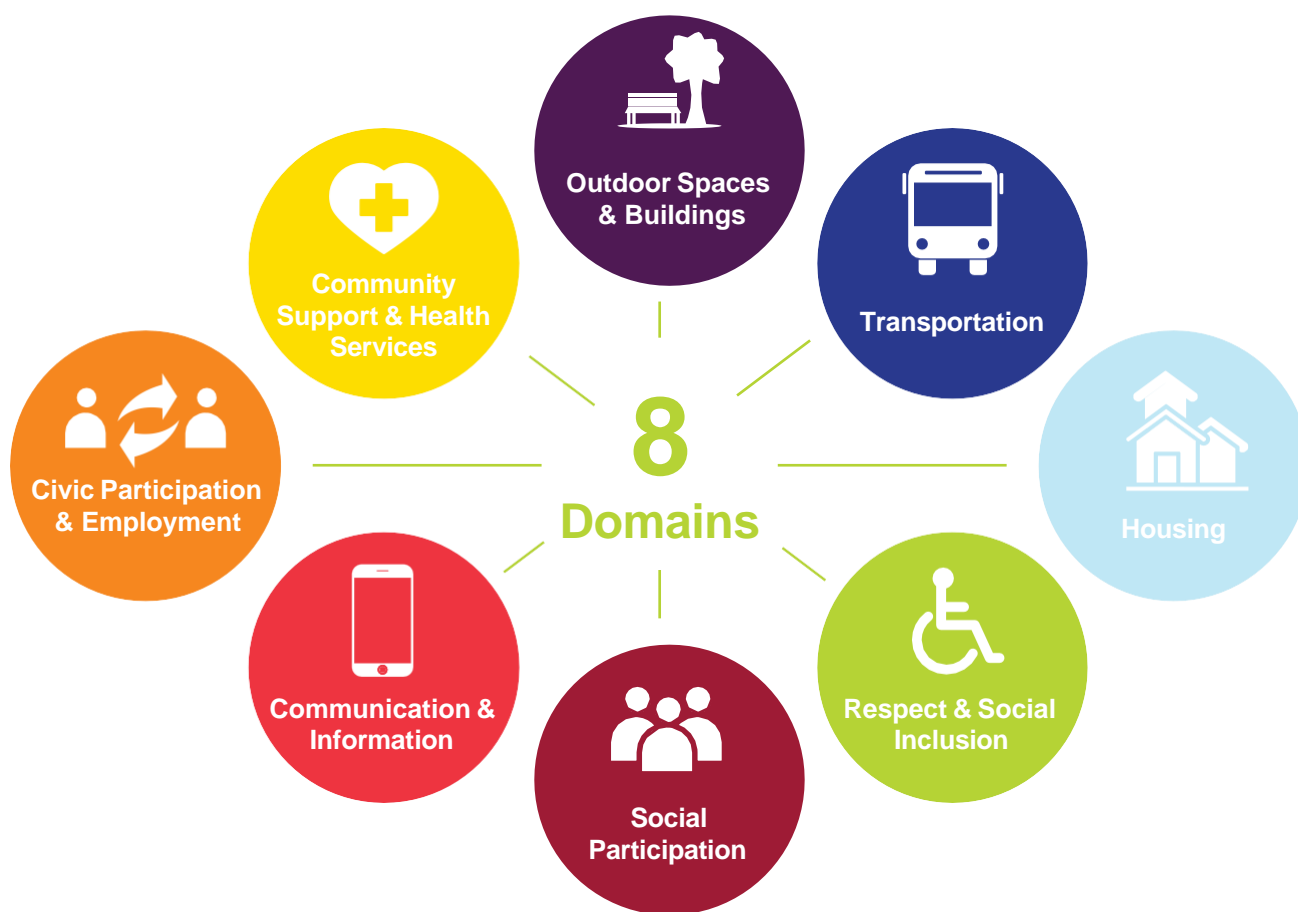 Outdoor Spaces
& Buildings
Transportation
Housing
Respect & Social
Inclusion
Social
Participation
Communication &
Information
Civic Participation
& Employment
Community
Support & Health
Services
8
Domains